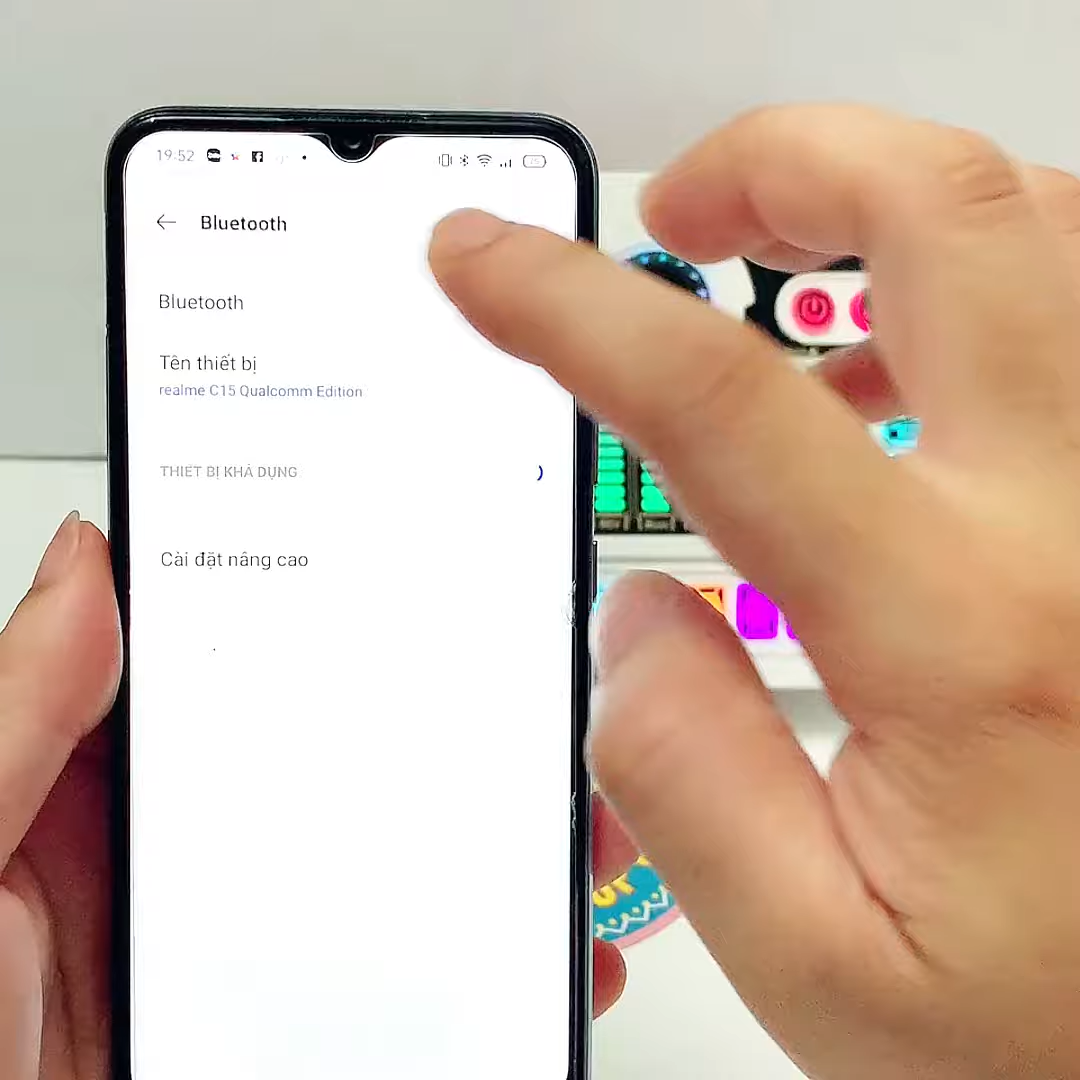 19:52
Bluetooth
Bluetooth
Tên thiết bị
realme C15 Qualcomm Edition
THIẾT BỊ KHẢ DỤNG
Cài đặt nâng cao